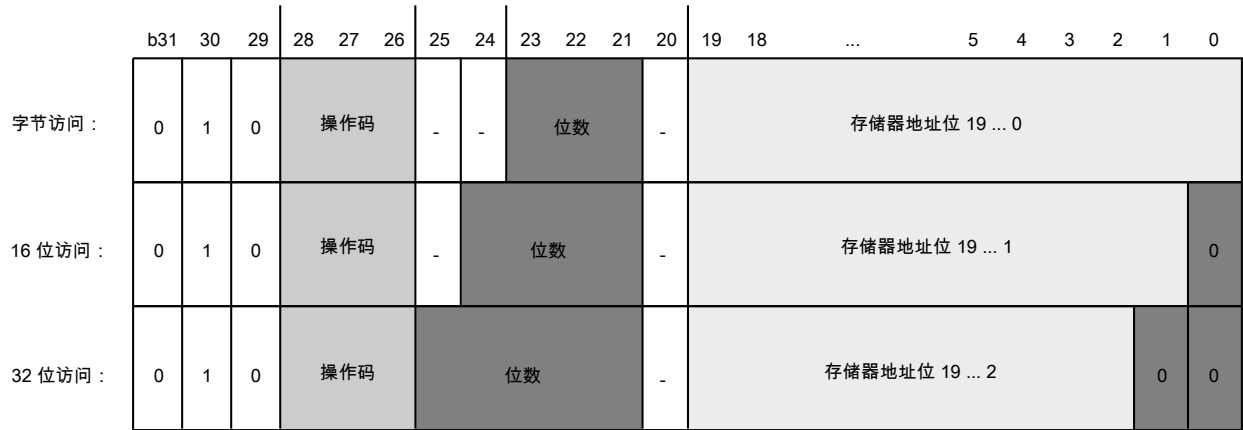 b31 30 29 28 27 26 25 24 23 22 21 20 19 18 ... 5 4 3 2 1 0
字节访问： 0 1 0 操作码 - - 位数 - 存储器地址位 19 ... 0
16 位访问： 0 1 0 操作码 - 位数 - 存储器地址位 19 ... 1 0
32 位访问： 0 1 0 操作码 位数 - 存储器地址位 19 ... 2 0 0